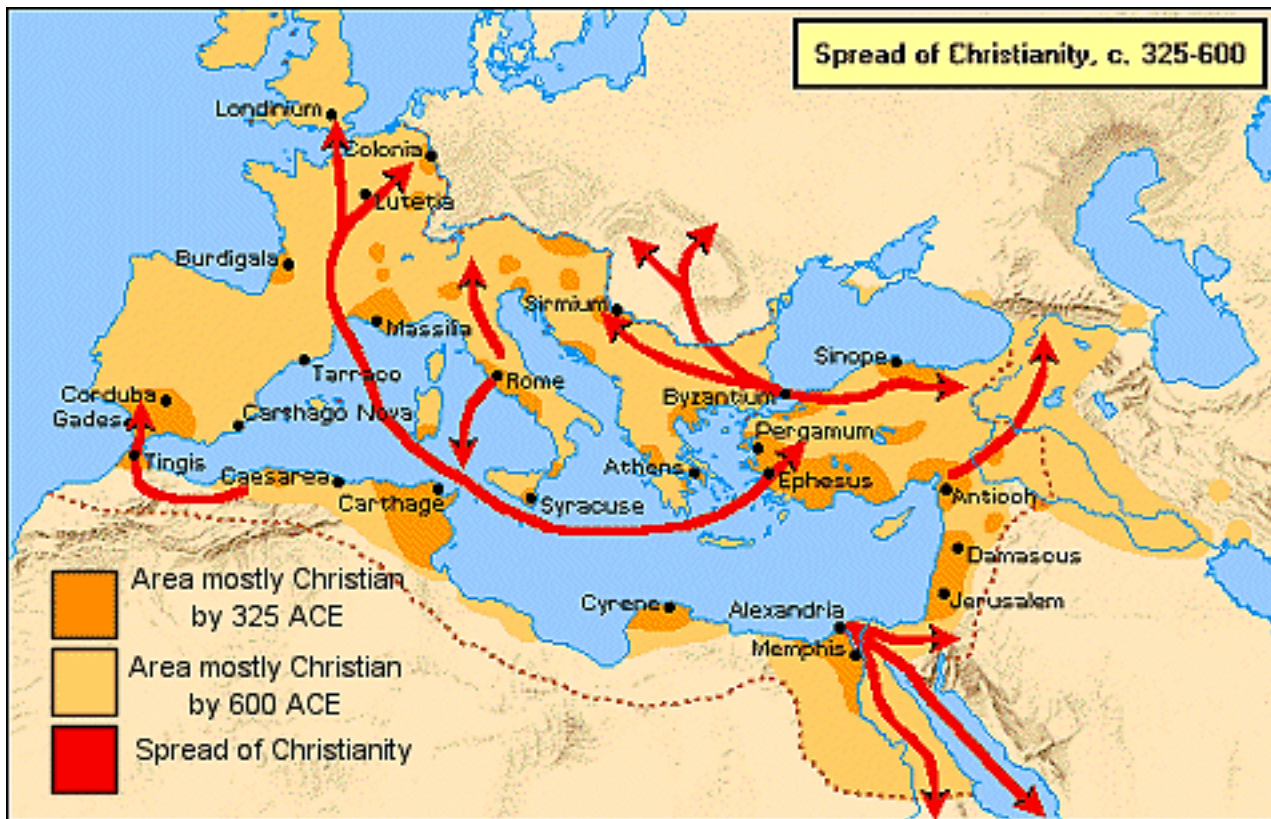 Spread of Christianity, c. 325-600
Londinium
Colonia
Lutetia
Burdigala
Sirmium
Massilia
Sinope
Tarraco
Rome
Corduba
Byzantium
Gades
Carshago Nova
Pergamum
Tingis
Caesarea
Athens
Ephesus
Carthage
Syracuse
Antiooh
Damascus
Area mostly Christian
by 325 ACE
Cyrene
Alexandria
Jerusalem
Memphis
Area mostly Christian
by 600 ACE
Spread of Christianity